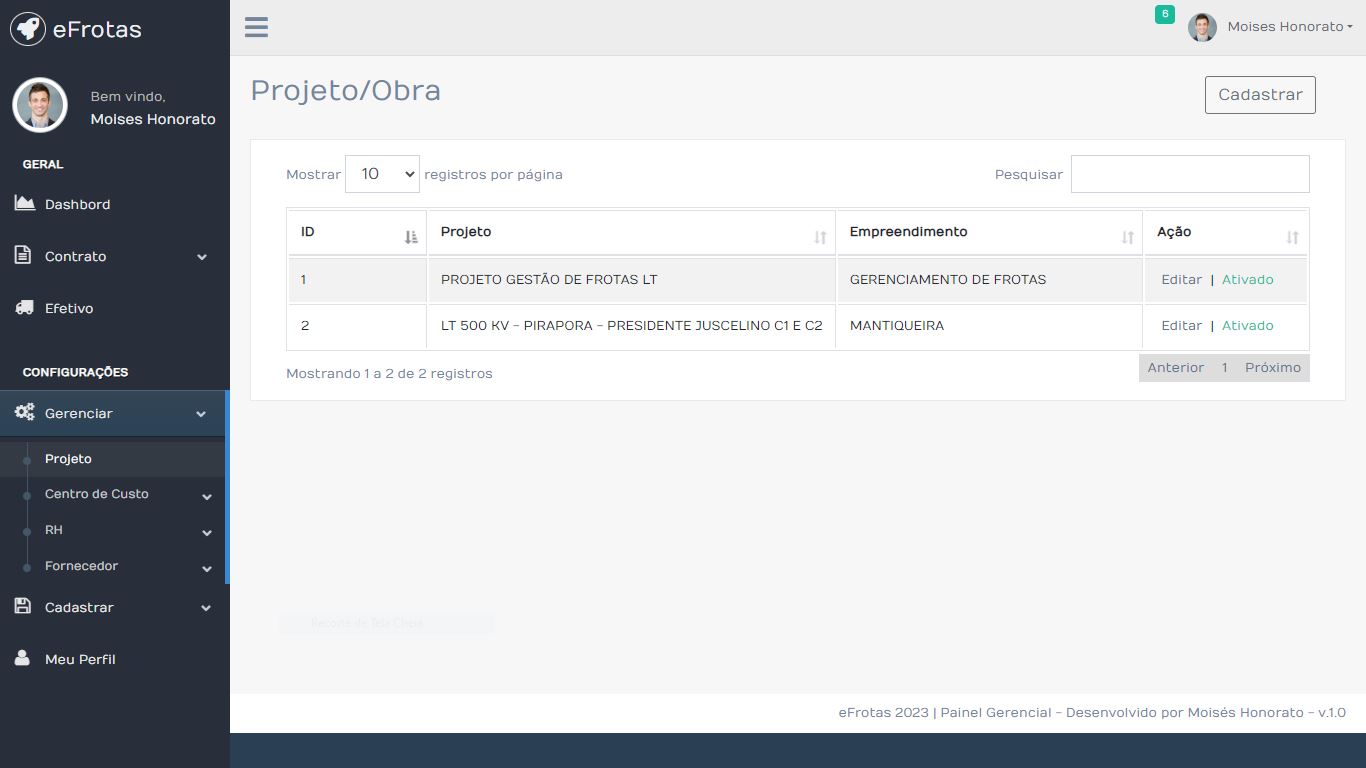 eFrotas
6
Moises Honorato
Bem vindo,
Moises Honorato
GERAL
Dashbord
Contrato
Efetivo
CONFIGURAÇÕES
Gerenciar
Projeto
Centro de Custo
RH
Fornecedor
Cadastrar
Meu Perfil
Projeto/Obra
Cadastrar
Mostrar 10 registros por página
Pesquisar
ID Projeto Empreendimento Ação
1 PROJETO GESTÃO DE FROTAS LT GERENCIAMENTO DE FROTAS Editar | Ativado
2 LT 500 KV - PIRAPORA - PRESIDENTE JUSCELINO C1 E C2 MANTIQUEIRA Editar | Ativado
Mostrando 1 a 2 de 2 registros
Anterior 1 Próximo
Recorte de Tela Cheia
eFrotas 2023 | Painel Gerencial - Desenvolvido por Moisés Honorato - v.1.0